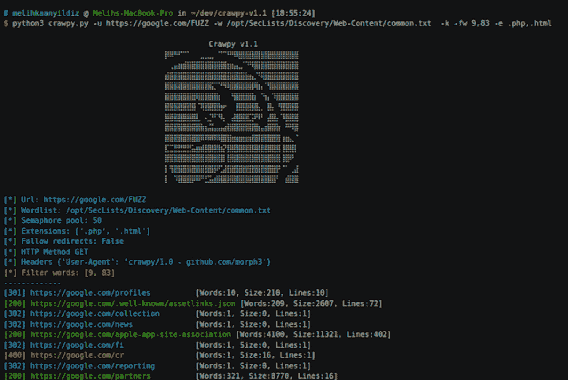 # melihkaanyildiz @ Melihs-MacBook-Pro in ~/dev/crawpy-v1.1 [18:55:24]
$ python3 crawpy.py -u https://google.com/FUZZ -w /opt/SecLists/Discovery/Web-Content/common.txt -k -fw 9,83 -e .php,.html
Crawpy v1.1
[*] Url: https://google.com/FUZZ
[*] Wordlist: /opt/SecLists/Discovery/Web-Content/common.txt
[*] Semaphore pool: 50
[*] Extensions: ['.php', '.html']
[*] Follow redirects: False
[*] HTTP Method GET
[*] Headers {'User-Agent': 'crawpy/1.0 - github.com/morph3'}
[*] Filter words: [9, 83]
-------------
[301] https://google.com/profiles [Words:10, Size:210, Lines:10]
[200] https://google.com/.well-known/assetlinks.json [Words:209, Size:2607, Lines:72]
[302] https://google.com/collection [Words:1, Size:0, Lines:1]
[302] https://google.com/news [Words:1, Size:0, Lines:1]
[200] https://google.com/apple-app-site-association [Words:4100, Size:11321, Lines:402]
[302] https://google.com/fi [Words:1, Size:0, Lines:1]
[400] https://google.com/cr [Words:1, Size:16, Lines:1]
[302] https://google.com/reporting [Words:1, Size:0, Lines:1]
[200] https://google.com/partners [Words:321, Size:8770, Lines:16]